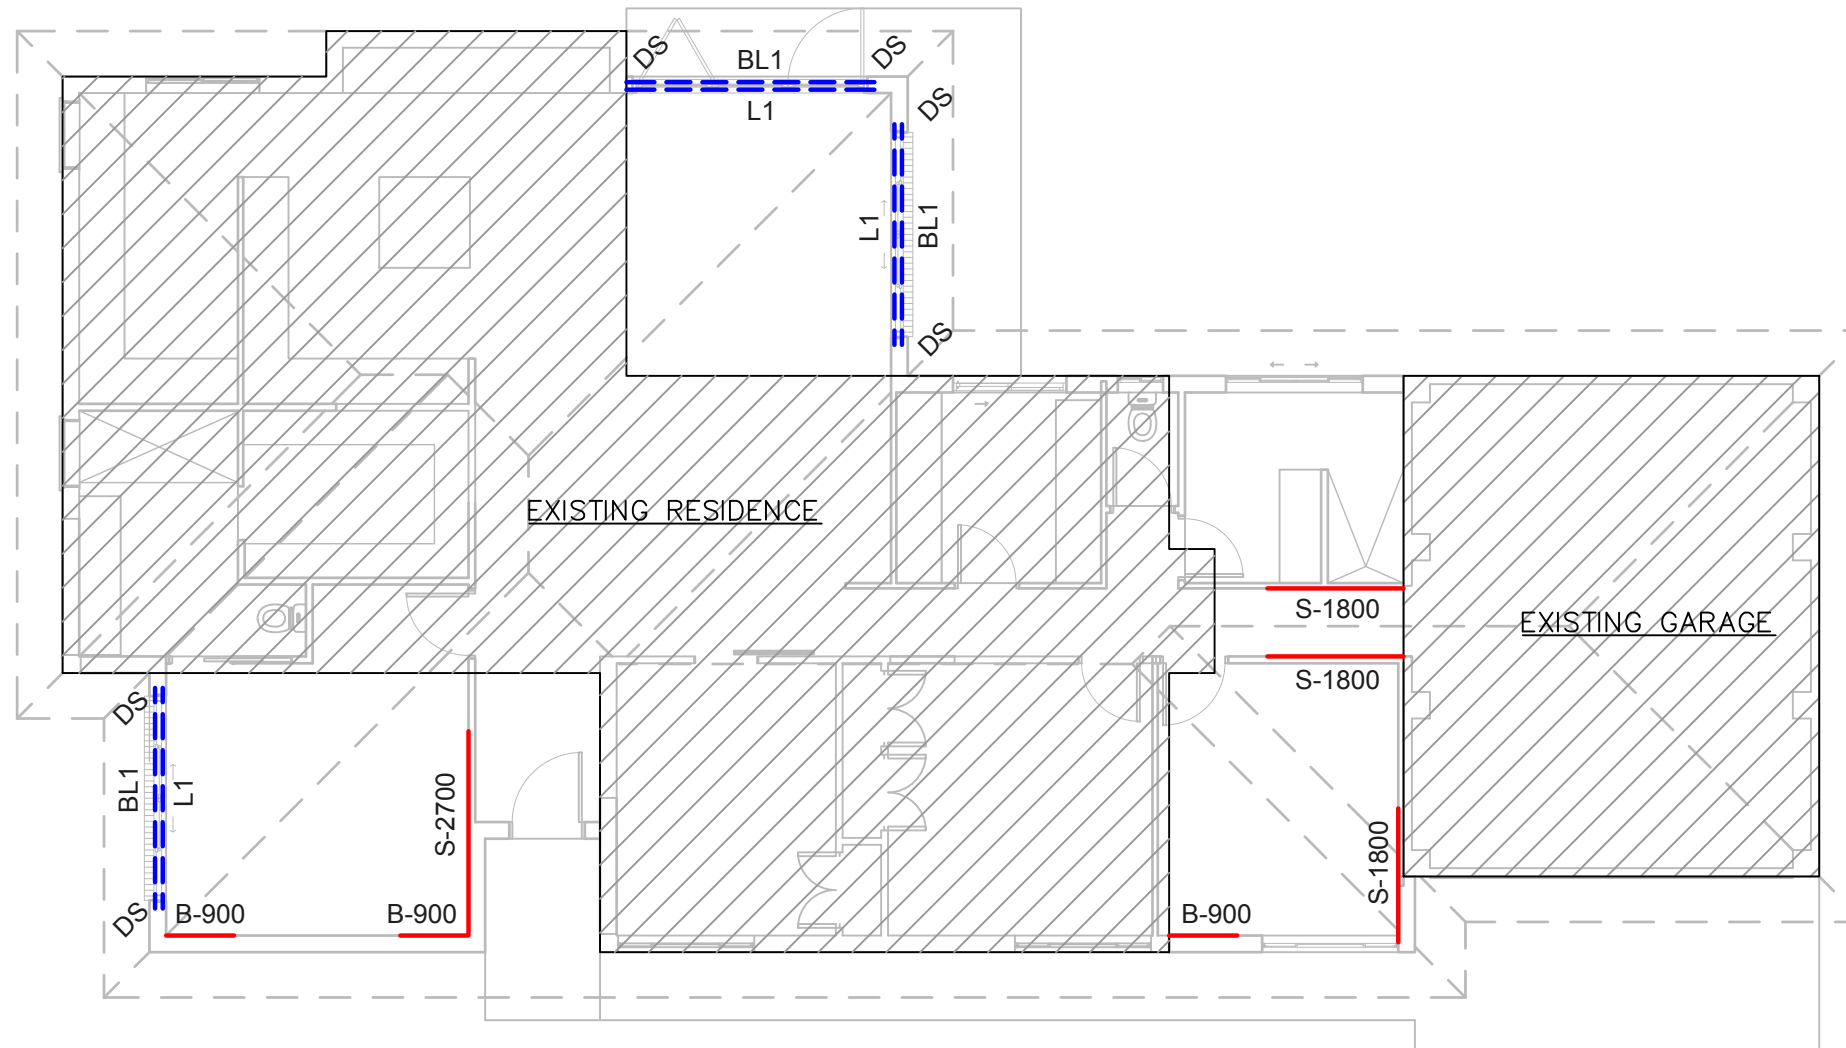 DS
BL1
DS
L1
DS
L1
BL1
DS
EXISTING RESIDENCE
S-1800
EXISTING GARAGE
S-1800
DS
BL1
L1
S-2700
S-1800
DS
B-900
B-900
B-900